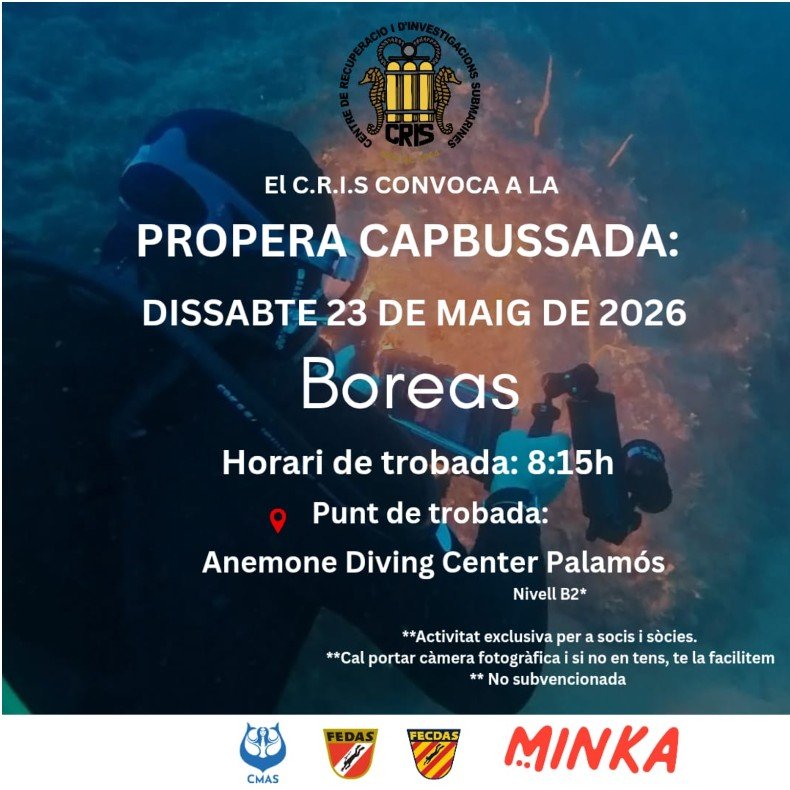 CENTRE DE RECUPERACIO I D'INVESTIGACIONS SUBMARINES
CRIS
El C.R.I.S CONVOCA A LA
PROPERA CAPBUSSADA:
DISSABTE 23 DE MAIG DE 2026
Boreas
Horari de trobada: 8:15h
Punt de trobada:
Anemone Diving Center Palamós
Nivell B2*
**Activitat exclusiva per a socis i sòcies.
**Cal portar càmera fotogràfica i si no en tens, te la facilitem
** No subvencionada
CMAS
FEDAS
FECDAS
MINKA